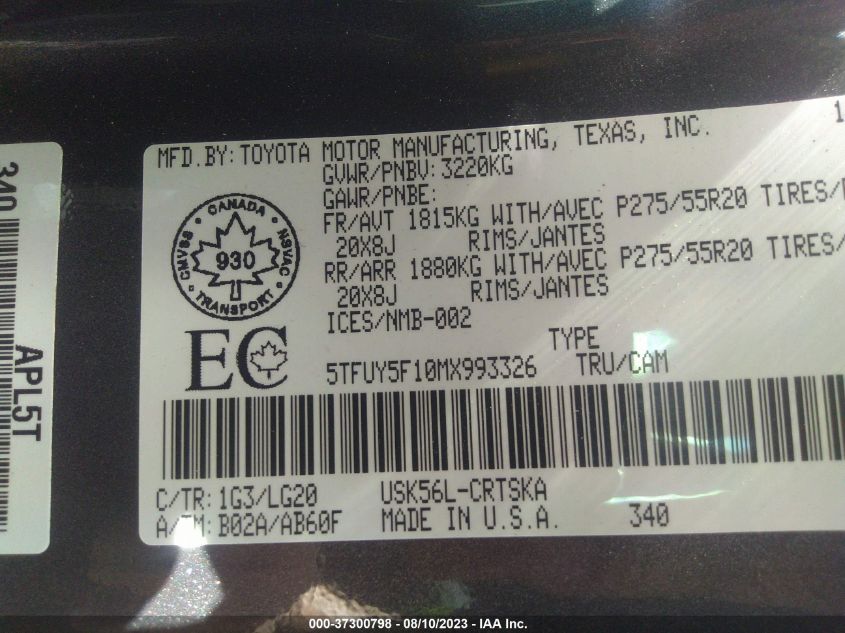 340
APL5T
MFD.BY: TOYOTA MOTOR MANUFACTURING, TEXAS, INC.
GVWR/PNBV: 3220KG
GAWR/PNBE:
FR/AVT 1815KG WITH/AVEC P275/55R20 TIRES/
20X8J RIMS/JANTES
RR/ARR 1880KG WITH/AVEC P275/55R20 TIRES/
20X8J RIMS/JANTES
ICES/NMB-002
CANADA
CMVSS 930 NSVAC
TRANSPORT
EC
TYPE
5TFUY5F10MX993326 TRU/CAM
C/TR: 1G3/LG20 USK56L-CRTSKA
A/TM: B02A/AB60F MADE IN U.S.A. 340
000-37300798 - 08/10/2023 - IAA Inc.